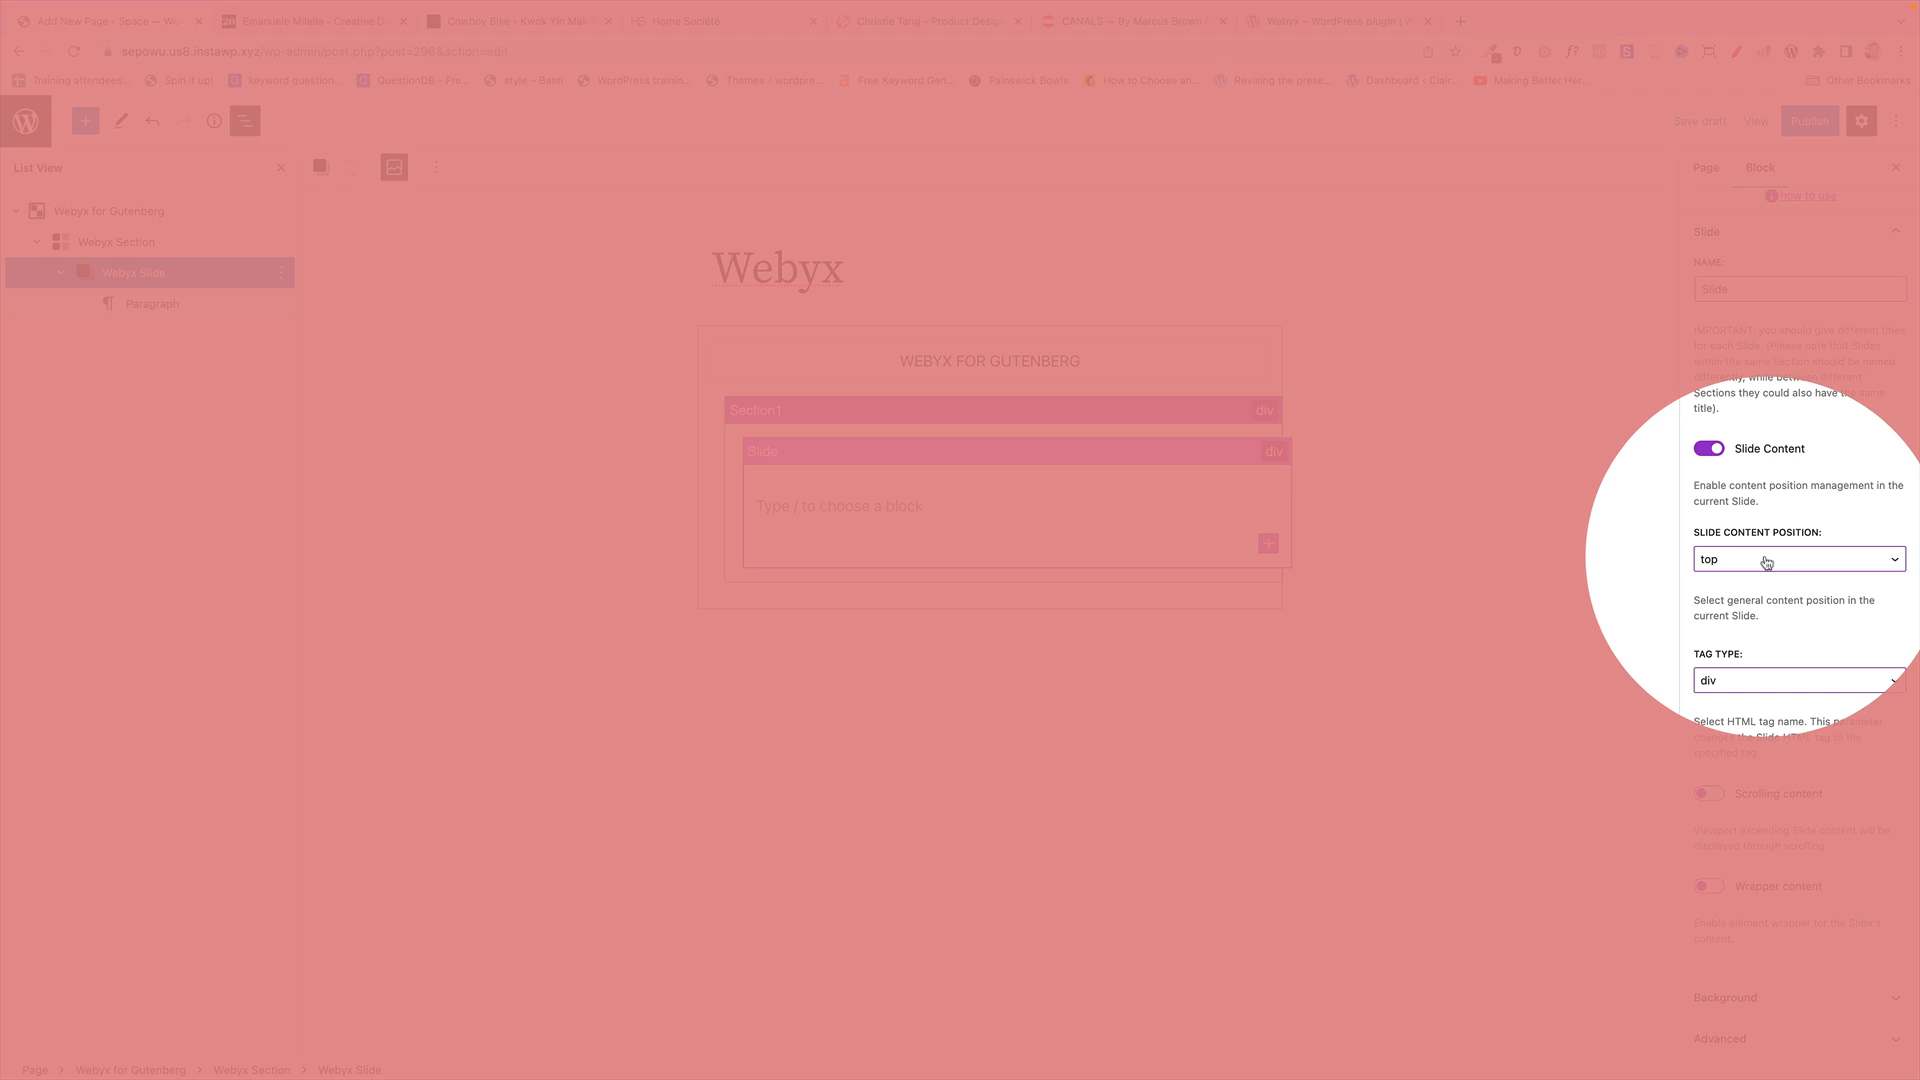 Add New Page ‹ Space — Wo
Emanuele Milella - Creative D
Cowboy Bike • Kwok Yin Mak
HS Home Société
Christie Tang - Product Desig
CANALS — By Marcus Brown
Webyx – WordPress plugin | W
sepowu.us8.instawp.xyz/wp-admin/post.php?post=296&action=edit
Training attendees...
Spin it up!
keyword question...
QuestionDB – Fre...
style – Basti
WordPress trainin...
Themes ‹ wordpre...
Free Keyword Gen...
Painswick Bowls
How to Choose an...
Revising the prese...
Dashboard ‹ Clair...
Making Better Her...
Other Bookmarks
Save draft
View
Publish
List View
Page
Block
how to use
Webyx for Gutenberg
Webyx Section
Webyx Slide
Paragraph
Webyx
WEBYX FOR GUTENBERG
Section1
div
Slide
div
Type / to choose a block
Slide
NAME:
Slide
IMPORTANT: you should give different titles
for each Slide. (Please note that Slides
within the same Section should be named
differently, while between different
Sections they could also have the same
title).
Slide Content
Enable content position management in the
current Slide.
SLIDE CONTENT POSITION:
top
Select general content position in the
current Slide.
TAG TYPE:
div
Select HTML tag name. This parameter
changes the Slide HTML tag to the
specified tag.
Scrolling content
Viewport exceeding Slide content will be
displayed through scrolling.
Wrapper content
Enable element wrapper for the Slide's
content.
Background
Advanced
Page
Webyx for Gutenberg
Webyx Section
Webyx Slide